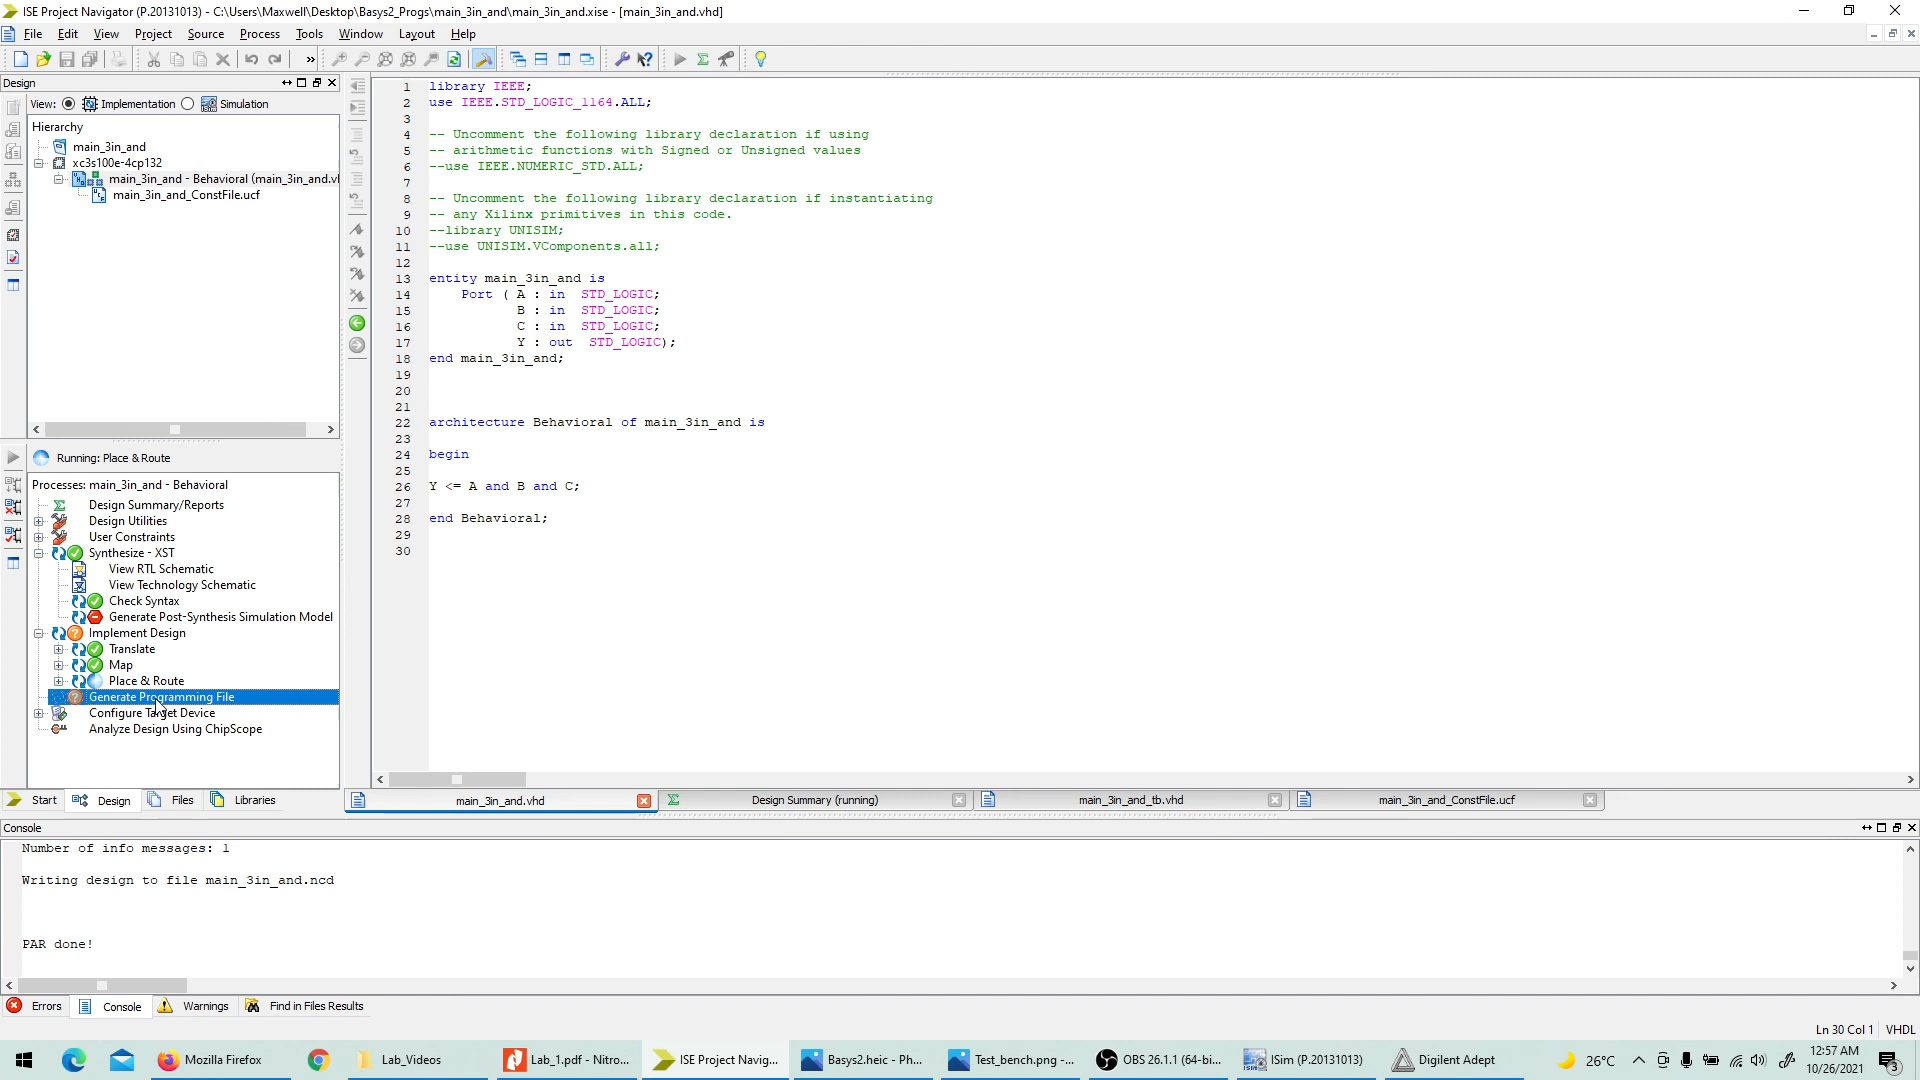 ISE Project Navigator (P.20131013) - C:\Users\Maxwell\Desktop\Basys2_Progs\main_3in_and\main_3in_and.xise - [main_3in_and.vhd]
File Edit View Project Source Process Tools Window Layout Help
»
Design
View: Implementation Simulation
Hierarchy
main_3in_and
xc3s100e-4cp132
main_3in_and - Behavioral (main_3in_and.vl
main_3in_and_ConstFile.ucf
Running: Place & Route
Processes: main_3in_and - Behavioral
Design Summary/Reports
Design Utilities
User Constraints
Synthesize - XST
View RTL Schematic
View Technology Schematic
Check Syntax
Generate Post-Synthesis Simulation Model
Implement Design
Translate
Map
Place & Route
Generate Programming File
Configure Target Device
Analyze Design Using ChipScope
Start Design Files Libraries
1 library IEEE;
2 use IEEE.STD_LOGIC_1164.ALL;
3
4 -- Uncomment the following library declaration if using
5 -- arithmetic functions with Signed or Unsigned values
6 --use IEEE.NUMERIC_STD.ALL;
7
8 -- Uncomment the following library declaration if instantiating
9 -- any Xilinx primitives in this code.
10 --library UNISIM;
11 --use UNISIM.VComponents.all;
12
13 entity main_3in_and is
14 Port ( A : in STD_LOGIC;
15 B : in STD_LOGIC;
16 C : in STD_LOGIC;
17 Y : out STD_LOGIC);
18 end main_3in_and;
19
20
21
22 architecture Behavioral of main_3in_and is
23
24 begin
25
26 Y <= A and B and C;
27
28 end Behavioral;
29
30
main_3in_and.vhd Design Summary (running) main_3in_and_tb.vhd main_3in_and_ConstFile.ucf
Console
Number of info messages: 1
Writing design to file main_3in_and.ncd
PAR done!
Errors Console Warnings Find in Files Results
Ln 30 Col 1 VHDL
Mozilla Firefox Lab_Videos Lab_1.pdf - Nitro... ISE Project Navig... Basys2.heic - Ph... Test_bench.png -... OBS 26.1.1 (64-bi... ISim (P.20131013) Digilent Adept 26°C 12:57 AM
10/26/2021 3